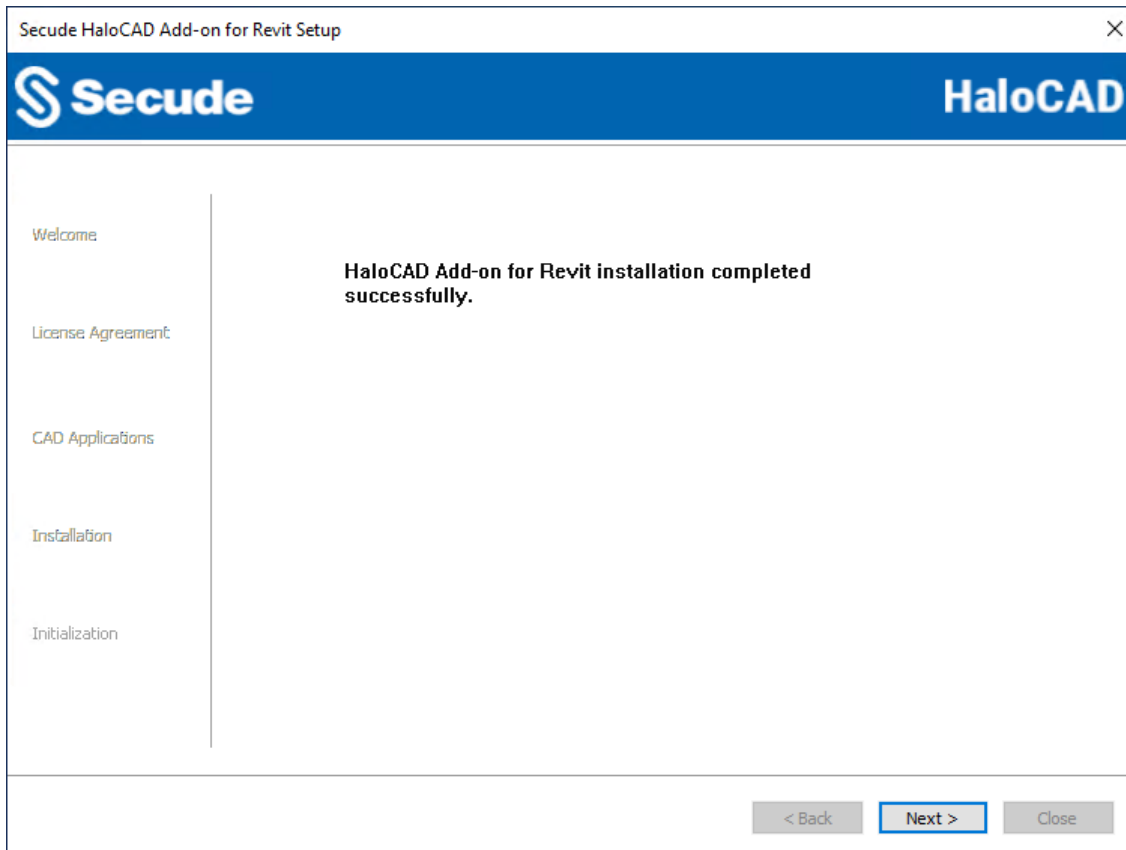 Secude HaloCAD Add-on for Revit Setup
Secude
HaloCAD
Welcome
License Agreement
CAD Applications
Installation
Initialization
HaloCAD Add-on for Revit installation completed
successfully.
< Back
Next >
Close